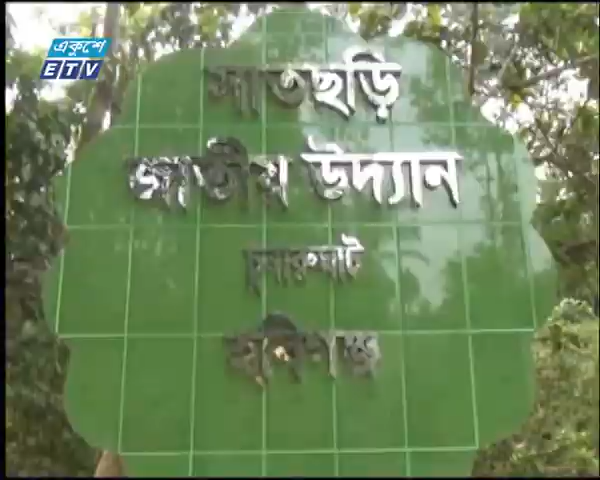 একুশে
ETV
সাতছড়ি
জাতীয় উদ্যান
চুনারুঘাট
হবিগঞ্জ